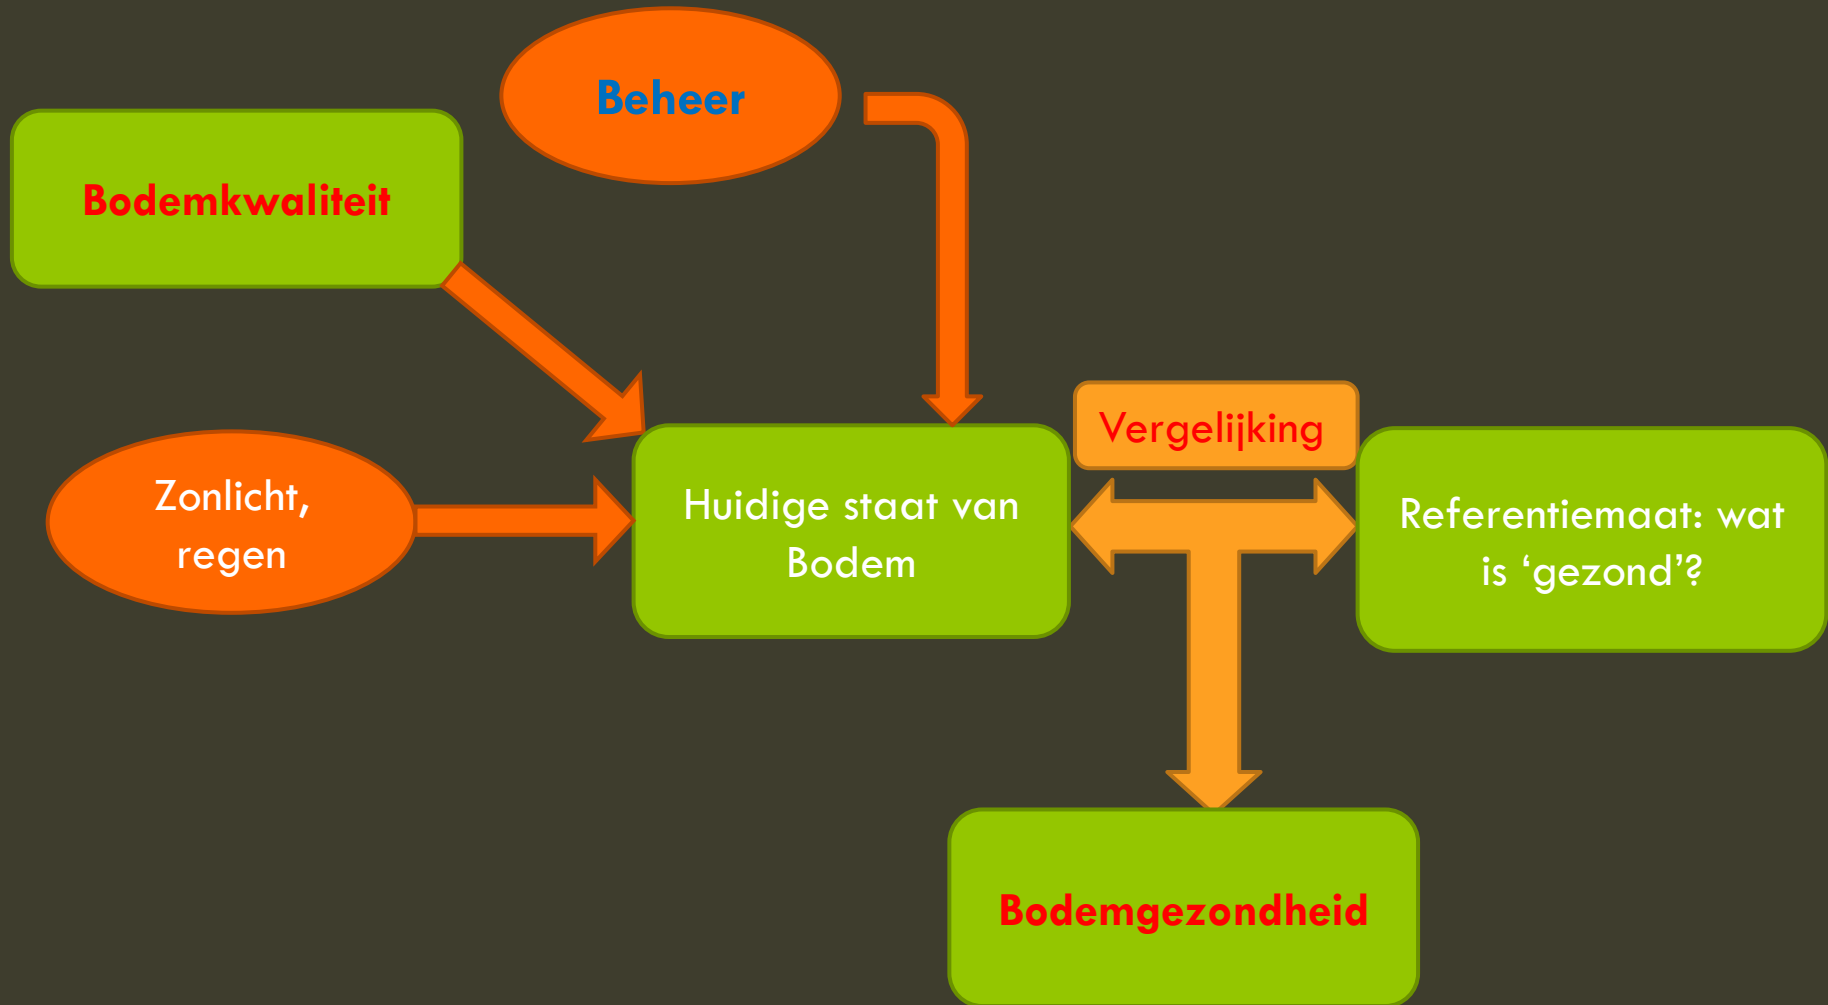 Beheer
Bodemkwaliteit
Vergelijking
Zonlicht,
regen
Huidige staat van
Bodem
Referentiemaat: wat
is ‘gezond’?
Bodemgezondheid